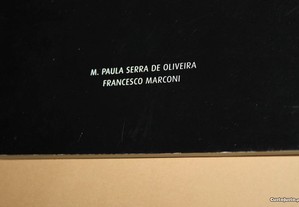 M. PAULA SERRA DE OLIVEIRA
FRANCESCO MARCONI